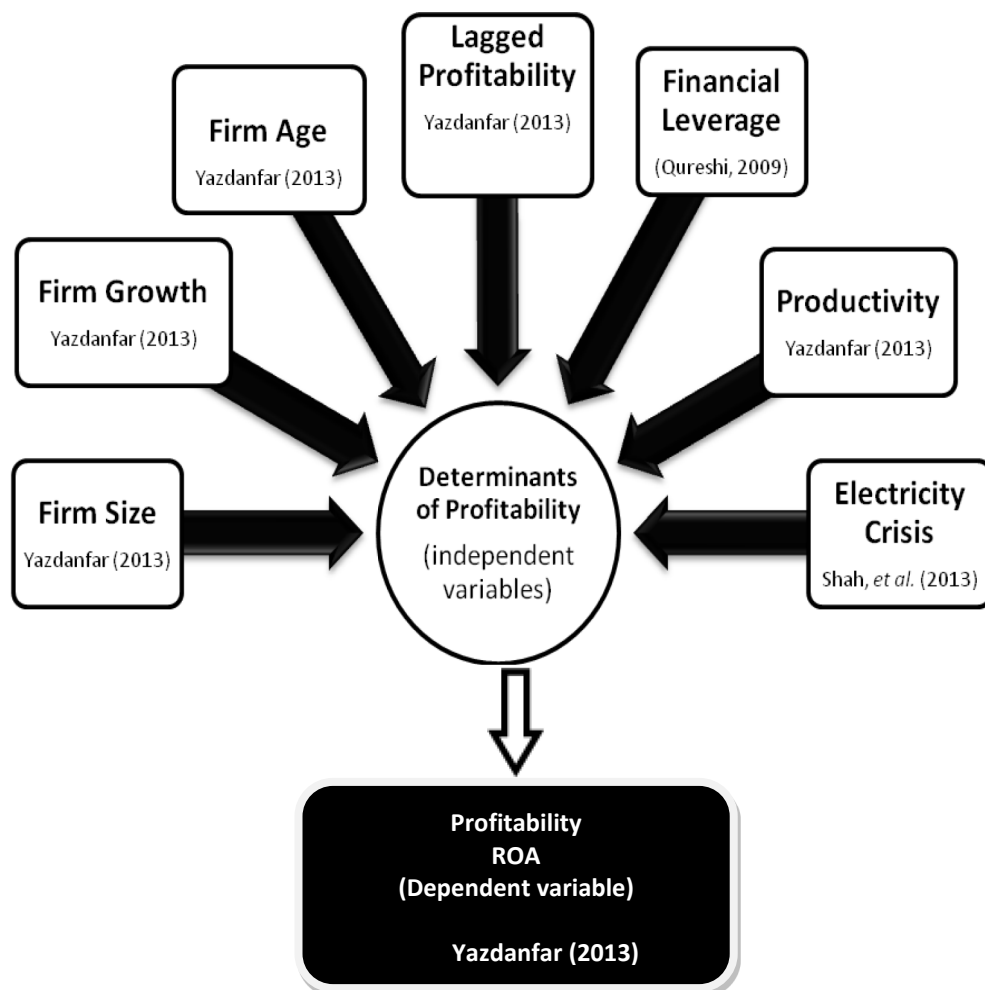 Lagged
Profitability
Yazdanfar (2013)
Financial
Leverage
(Qureshi, 2009)
Firm Age
Yazdanfar (2013)
Firm Growth
Yazdanfar (2013)
Productivity
Yazdanfar (2013)
Firm Size
Yazdanfar (2013)
Determinants
of Profitability
(independent
variables)
Electricity
Crisis
Shah, et al. (2013)
Profitability
ROA
(Dependent variable)
Yazdanfar (2013)